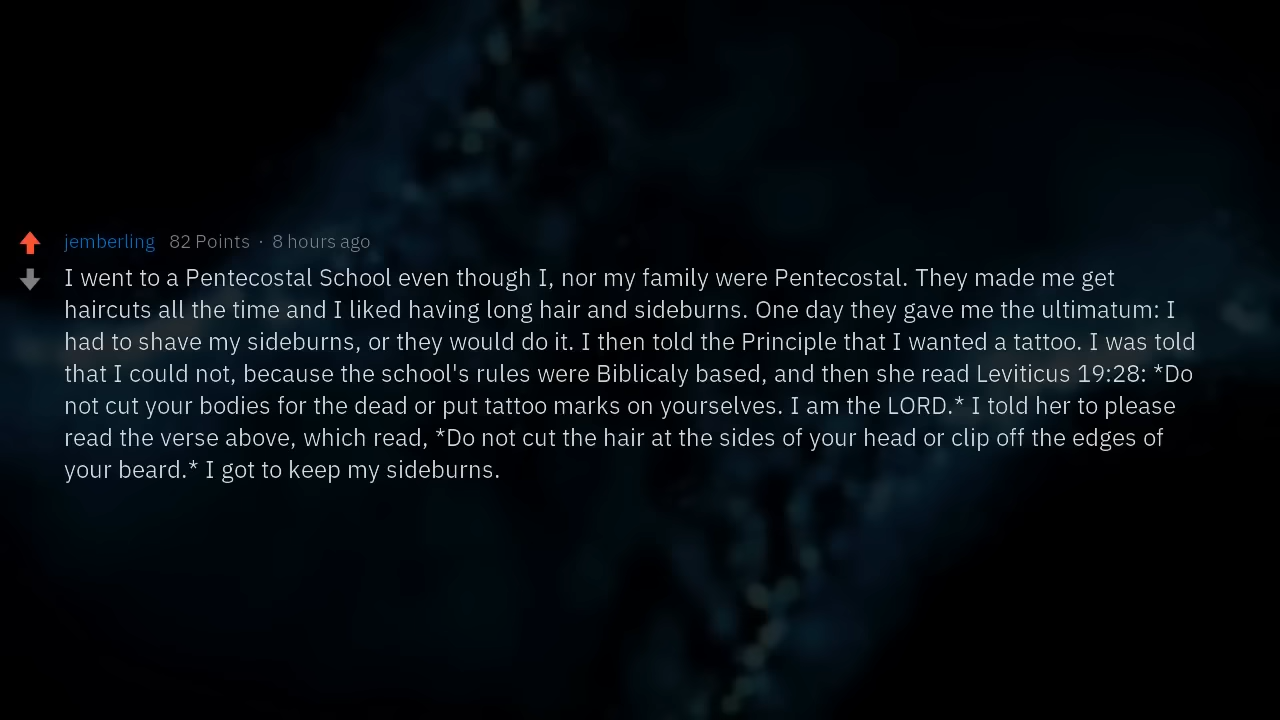 jemberling 82 Points · 8 hours ago
I went to a Pentecostal School even though I, nor my family were Pentecostal. They made me get
haircuts all the time and I liked having long hair and sideburns. One day they gave me the ultimatum: I
had to shave my sideburns, or they would do it. I then told the Principle that I wanted a tattoo. I was told
that I could not, because the school's rules were Biblicaly based, and then she read Leviticus 19:28: *Do
not cut your bodies for the dead or put tattoo marks on yourselves. I am the LORD.* I told her to please
read the verse above, which read, *Do not cut the hair at the sides of your head or clip off the edges of
your beard.* I got to keep my sideburns.